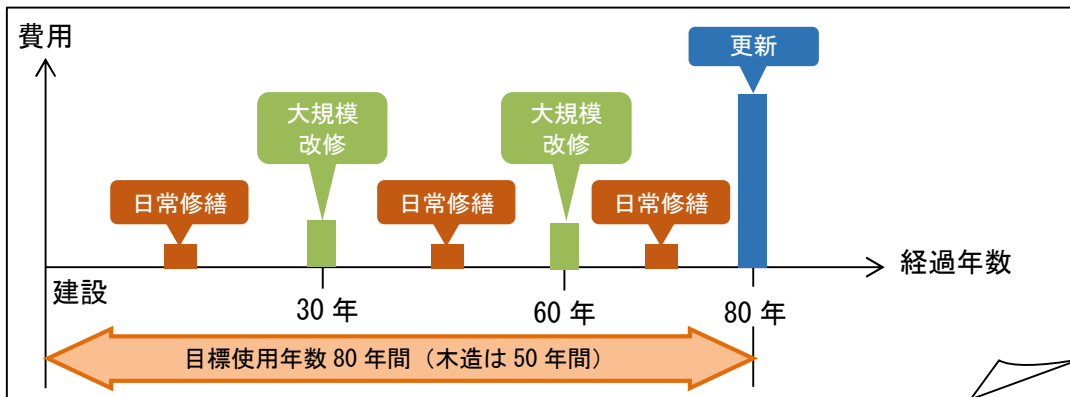 費用
更新
大規模
改修
大規模
改修
日常修繕
日常修繕
日常修繕
経過年数
建設
30 年
60 年
80 年
目標使用年数 80 年間（木造は 50 年間）